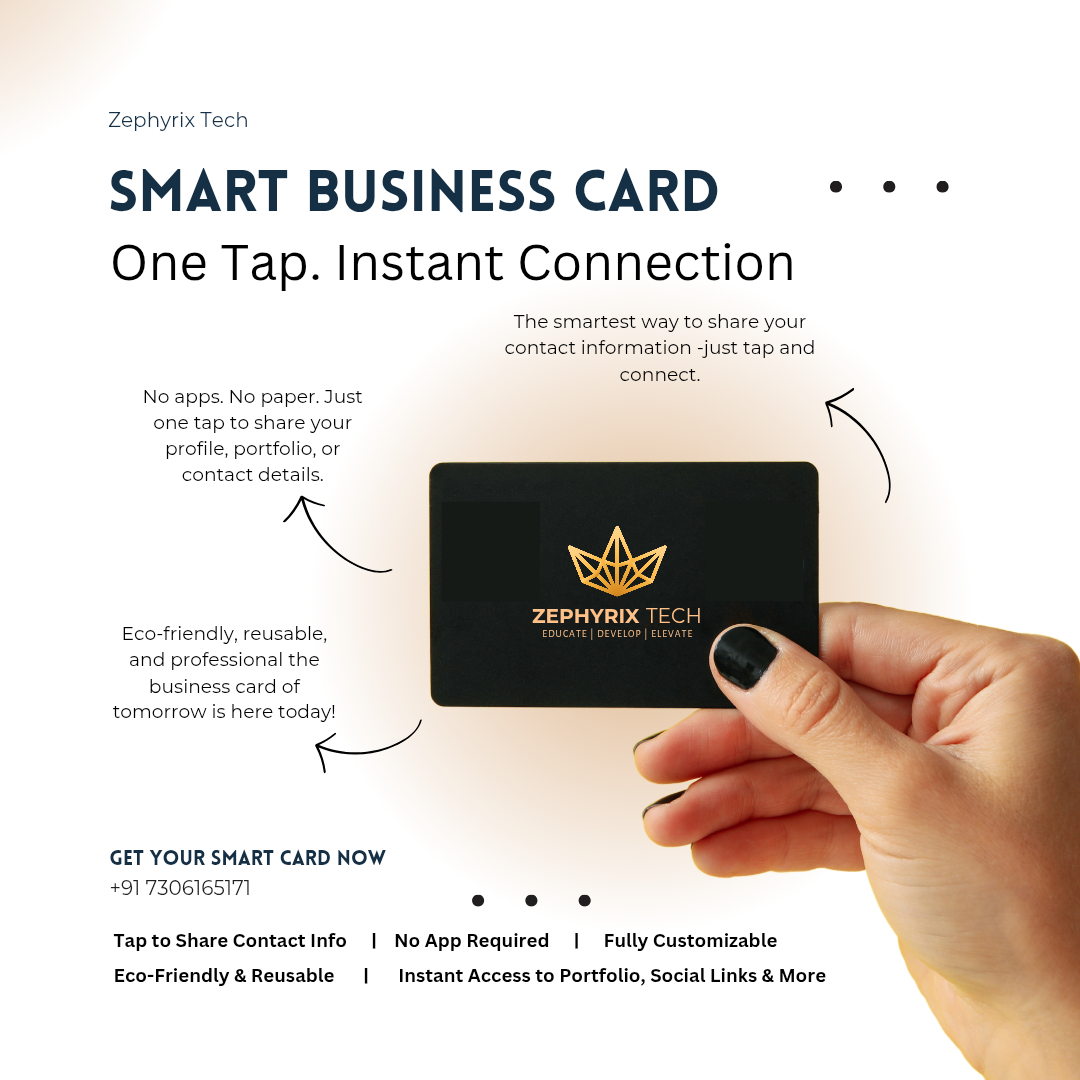 Zephyrix Tech
SMART BUSINESS CARD
One Tap. Instant Connection
The smartest way to share your
contact information -just tap and
connect.
No apps. No paper. Just
one tap to share your
profile, portfolio, or
contact details.
ZEPHYRIX TECH
EDUCATE | DEVELOP | ELEVATE
Eco-friendly, reusable,
and professional the
business card of
tomorrow is here today!
GET YOUR SMART CARD NOW
+91 7306165171
Tap to Share Contact Info | No App Required | Fully Customizable
Eco-Friendly & Reusable | Instant Access to Portfolio, Social Links & More